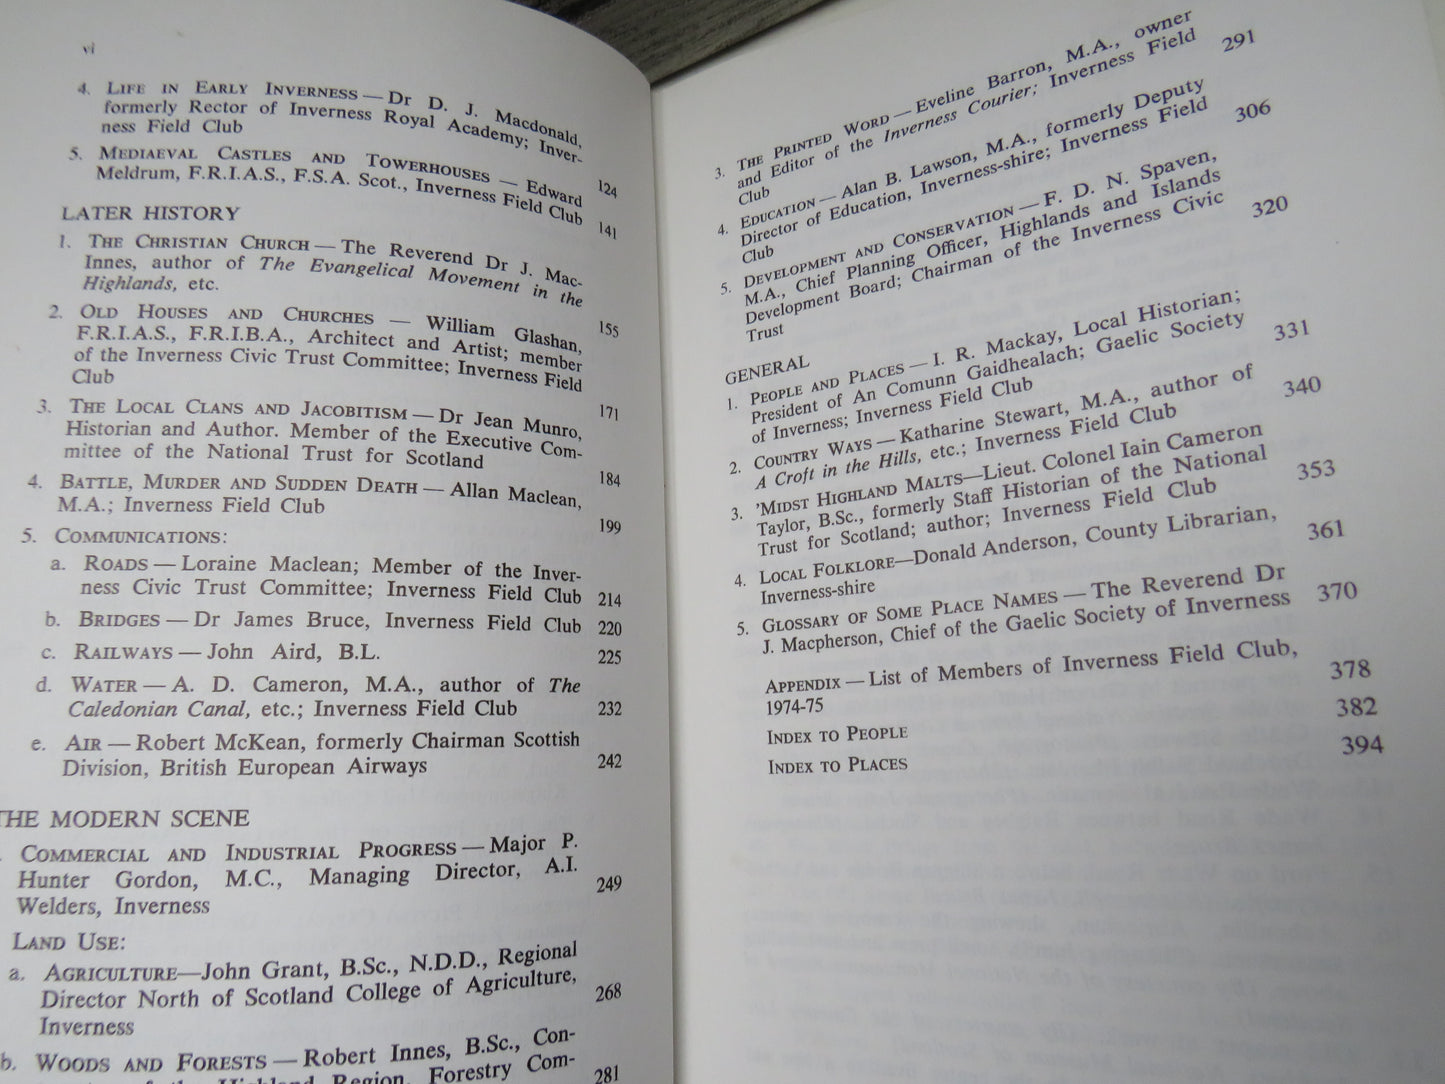 vi
4. LIFE IN EARLY INVERNESS — Dr D. J. Macdonald,
formerly Rector of Inverness Royal Academy; Inver-
ness Field Club 124
5. MEDIAEVAL CASTLES AND TOWERHOUSES — Edward
Meldrum, F.R.I.A.S., F.S.A. Scot., Inverness Field Club 141
LATER HISTORY
1. THE CHRISTIAN CHURCH — The Reverend Dr J. Mac-
Innes, author of The Evangelical Movement in the
Highlands, etc. 155
2. OLD HOUSES AND CHURCHES — William Glashan,
F.R.I.A.S., F.R.I.B.A., Architect and Artist; member
of the Inverness Civic Trust Committee; Inverness Field
Club 171
3. THE LOCAL CLANS AND JACOBITISM — Dr Jean Munro,
Historian and Author. Member of the Executive Com-
mittee of the National Trust for Scotland 184
4. BATTLE, MURDER AND SUDDEN DEATH — Allan Maclean,
M.A.; Inverness Field Club 199
5. COMMUNICATIONS:
a. ROADS — Loraine Maclean; Member of the Inver-
ness Civic Trust Committee; Inverness Field Club 214
b. BRIDGES — Dr James Bruce, Inverness Field Club 220
c. RAILWAYS — John Aird, B.L. 225
d. WATER — A. D. Cameron, M.A., author of The
Caledonian Canal, etc.; Inverness Field Club 232
e. AIR — Robert McKean, formerly Chairman Scottish
Division, British European Airways 242
THE MODERN SCENE
COMMERCIAL AND INDUSTRIAL PROGRESS — Major P.
Hunter Gordon, M.C., Managing Director, A.I.
Welders, Inverness 249
LAND USE:
a. AGRICULTURE—John Grant, B.Sc., N.D.D., Regional
Director North of Scotland College of Agriculture,
Inverness 268
b. WOODS AND FORESTS — Robert Innes, B.Sc., Con-
Highland Region, Forestry Com- 281
3. THE PRINTED WORD — Eveline Barron, M.A., owner
and Editor of the Inverness Courier; Inverness Field
Club 291
4. EDUCATION — Alan B. Lawson, M.A., formerly Deputy
Director of Education, Inverness-shire; Inverness Field
Club 306
5. DEVELOPMENT AND CONSERVATION — F. D. N. Spaven,
M.A., Chief Planning Officer, Highlands and Islands
Development Board; Chairman of the Inverness Civic
Trust 320
GENERAL
1. PEOPLE AND PLACES — I. R. Mackay, Local Historian;
President of An Comunn Gaidhealach; Gaelic Society
of Inverness; Inverness Field Club 331
2. COUNTRY WAYS — Katharine Stewart, M.A., author of
A Croft in the Hills, etc.; Inverness Field Club 340
3. 'MIDST HIGHLAND MALTS—Lieut. Colonel Iain Cameron
Taylor, B.Sc., formerly Staff Historian of the National
Trust for Scotland; author; Inverness Field Club 353
4. LOCAL FOLKLORE—Donald Anderson, County Librarian,
Inverness-shire 361
5. GLOSSARY OF SOME PLACE NAMES — The Reverend Dr
J. Macpherson, Chief of the Gaelic Society of Inverness 370
APPENDIX — List of Members of Inverness Field Club,
1974-75 378
INDEX TO PEOPLE 382
INDEX TO PLACES 394